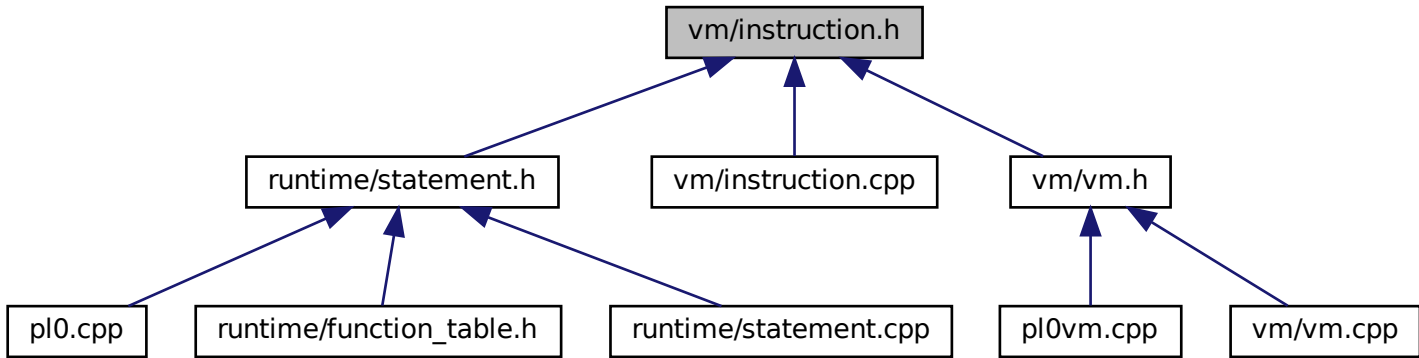 vm/instruction.h
runtime/statement.h
vm/instruction.cpp
vm/vm.h
pl0.cpp
runtime/function_table.h
runtime/statement.cpp
pl0vm.cpp
vm/vm.cpp